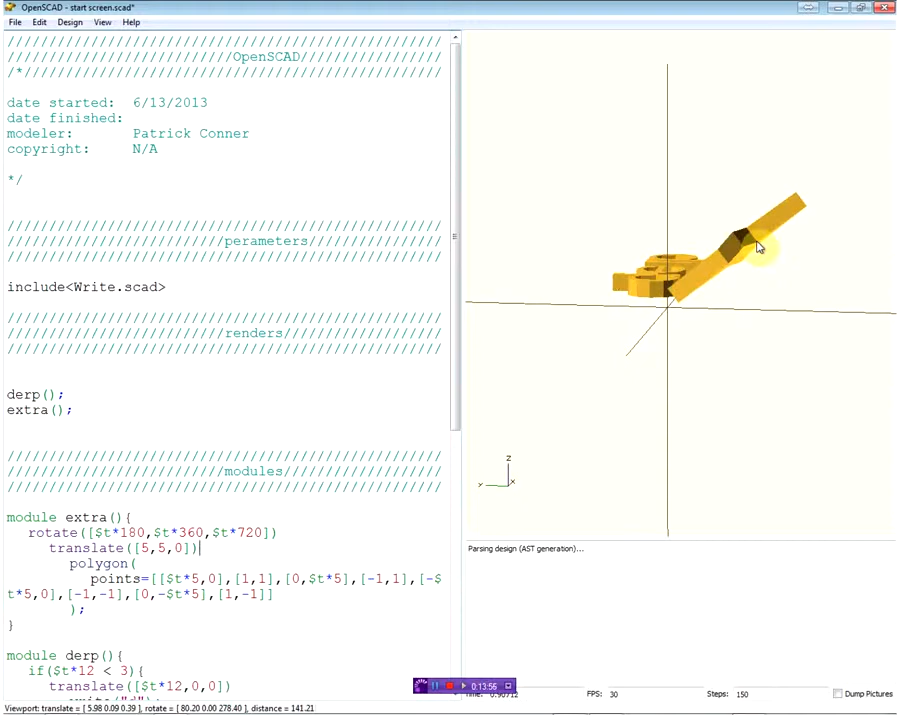 OpenSCAD - start screen.scad*
File Edit Design View Help
////////////////////////////////////////////////////
///////////////////////////OpenSCAD/////////////////
/*//////////////////////////////////////////////////
date started: 6/13/2013
date finished:
modeler: Patrick Conner
copyright: N/A
*/
////////////////////////////////////////////////////
//////////////////////////perameters////////////////
////////////////////////////////////////////////////
include<Write.scad>
////////////////////////////////////////////////////
//////////////////////////renders///////////////////
////////////////////////////////////////////////////
derp();
extra();
////////////////////////////////////////////////////
//////////////////////////modules///////////////////
////////////////////////////////////////////////////
module extra(){
rotate([$t*180,$t*360,$t*720])
translate([5,5,0])
polygon(
points=[[$t*5,0],[1,1],[0,$t*5],[-1,1],[-$
t*5,0],[-1,-1],[0,-$t*5],[1,-1]]
);
}
module derp(){
if($t*12 < 3){
translate([$t*12,0,0])
z
Y
X
Parsing design (AST generation)...
0:13:56
FPS: 30 Steps: 150 Dump Pictures
Viewport: translate = [ 5.98 0.09 0.39 ], rotate = [ 80.20 0.00 278.40 ], distance = 141.21